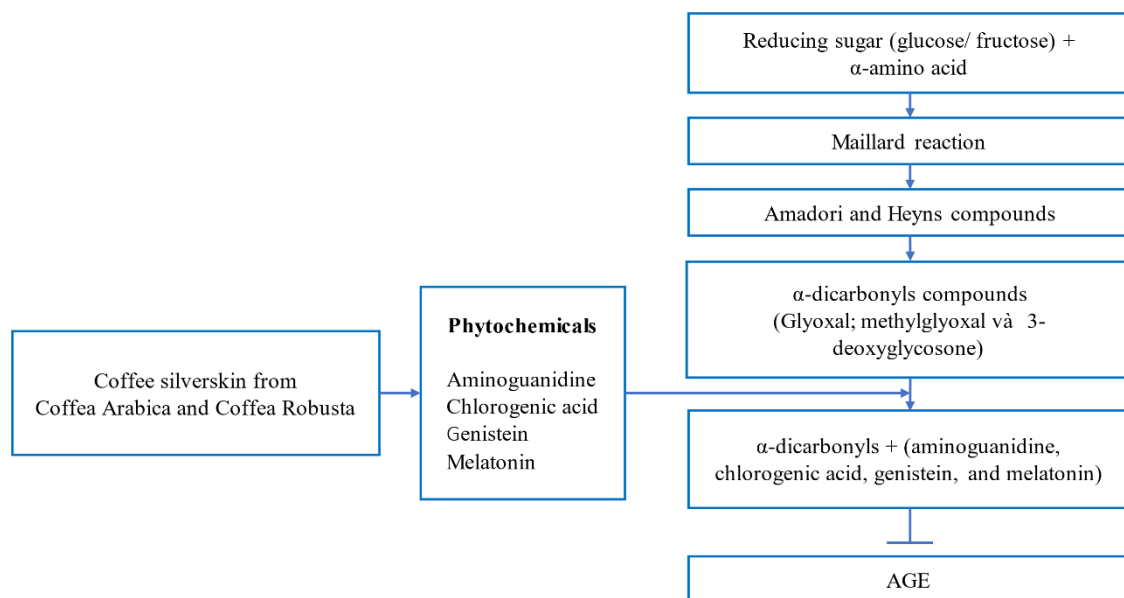 Reducing sugar (glucose/ fructose) +
α-amino acid
Maillard reaction
Amadori and Heyns compounds
α-dicarbonyls compounds
(Glyoxal; methylglyoxal và 3-
deoxyglycosone)
Coffee silverskin from
Coffea Arabica and Coffea Robusta
Phytochemicals
Aminoguanidine
Chlorogenic acid
Genistein
Melatonin
α-dicarbonyls + (aminoguanidine,
chlorogenic acid, genistein, and melatonin)
AGE